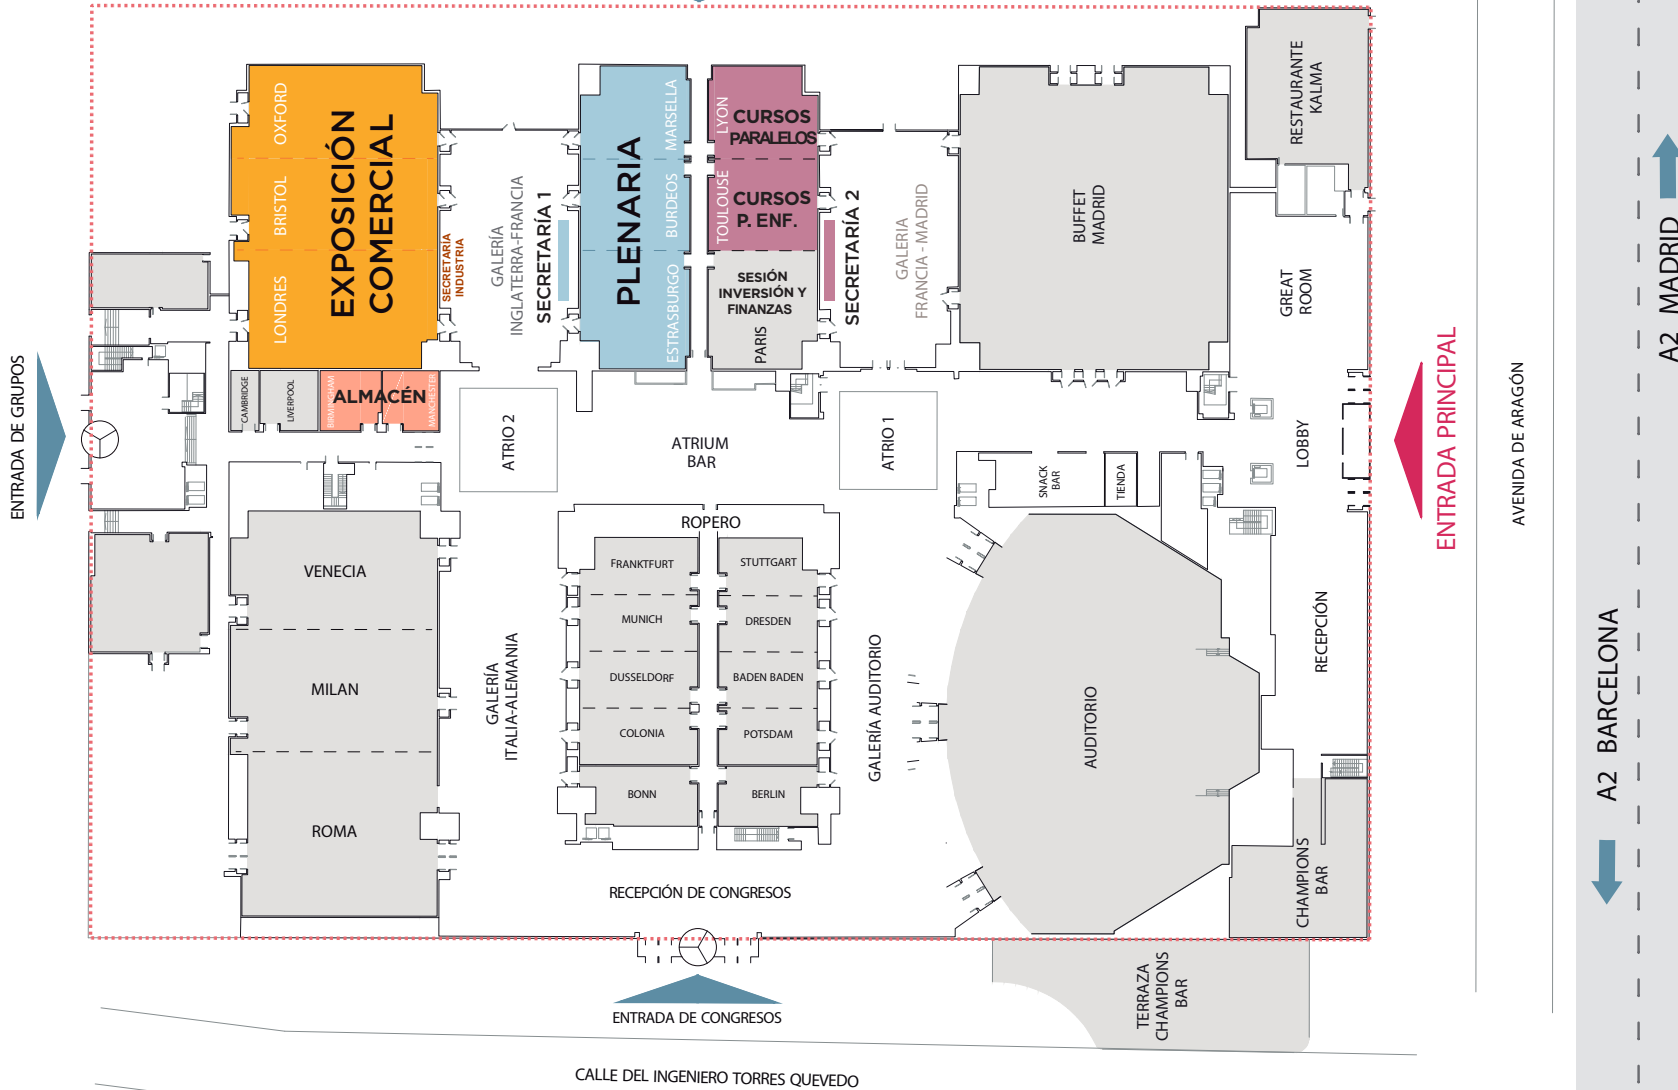 OXFORD
BRISTOL
LONDRES
EXPOSICIÓN
COMERCIAL
SECRETARÍA
INDUSTRIA
GALERÍA
INGLATERRA-FRANCIA
SECRETARÍA 1
PLENARIA
MARSELLA
BURDEOS
ESTRASBURGO
LYON
CURSOS
PARALELOS
TOULOUSE
CURSOS
P. ENF.
SESIÓN
INVERSIÓN Y
FINANZAS
PARIS
SECRETARÍA 2
GALERIA
FRANCIA - MADRID
BUFFET
MADRID
RESTAURANTE
KALMA
GREAT
ROOM
LOBBY
ENTRADA PRINCIPAL
AVENIDA DE ARAGÓN
A2 MADRID
A2 BARCELONA
ENTRADA DE GRUPOS
CAMBRIDGE
LIVERPOOL
BIRMINGHAM
ALMACÉN
MANCHESTER
ATRIO 2
ATRIUM
BAR
ATRIO 1
SNACK
BAR
TIENDA
ROPERO
VENECIA
MILAN
ROMA
GALERÍA
ITALIA-ALEMANIA
FRANKTFURT
MUNICH
DUSSELDORF
COLONIA
BONN
STUTTGART
DRESDEN
BADEN BADEN
POTSDAM
BERLIN
GALERÍA AUDITORIO
AUDITORIO
RECEPCIÓN
CHAMPIONS
BAR
RECEPCIÓN DE CONGRESOS
ENTRADA DE CONGRESOS
TERRAZA
CHAMPIONS
BAR
CALLE DEL INGENIERO TORRES QUEVEDO